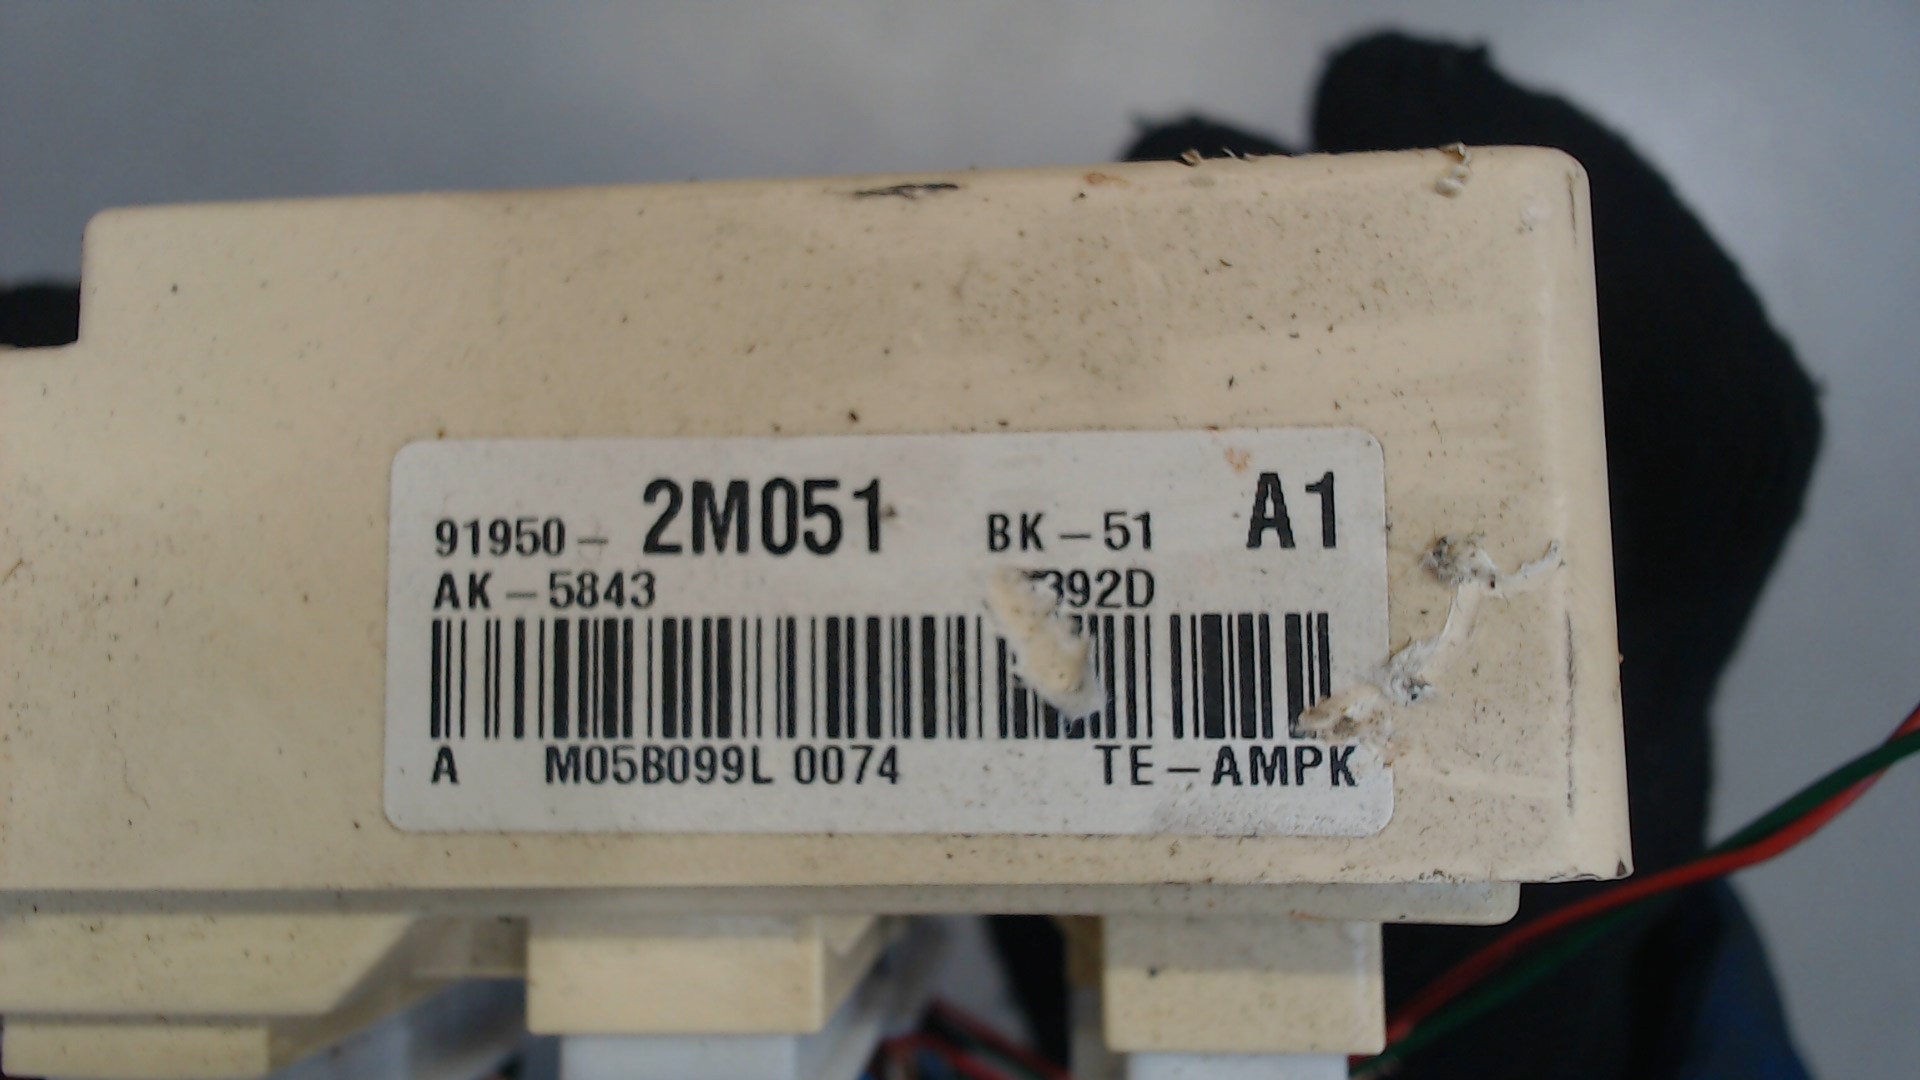 91950- 2M051 BK-51 A1
AK-5843
A M05B099L 0074 TE-AMPK